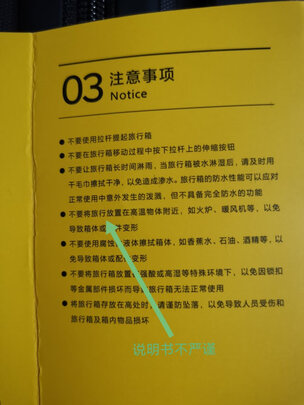 03 注意事项
Notice
● 不要使用拉杆提起旅行箱
● 不要在旅行箱移动过程中按下拉杆上的伸缩按钮
● 不要让旅行箱长时间淋雨，当旅行箱被水淋湿后，请及时用
干毛巾擦拭干净，以免造成渗水。旅行箱的防水性能可以应对
正常使用中意外发生的泼溅，但不具备完全防水的功能
● 不要将旅行放置在高温物体附近，如火炉、暖风机等，以免
导致箱体或 件变形
● 不要使用腐蚀 液体擦拭箱体，如香蕉水、石油、酒精等，以
免导致箱体或配 变形
● 不要将旅行箱放置 强酸或高湿等特殊环境下，以免因锁扣
等金属部件损坏而导 旅行箱无法正常使用
● 将旅行箱存放在高处时 请谨防坠落，以免导致人员受伤和
旅行箱及箱内物品损坏
说明书不严谨